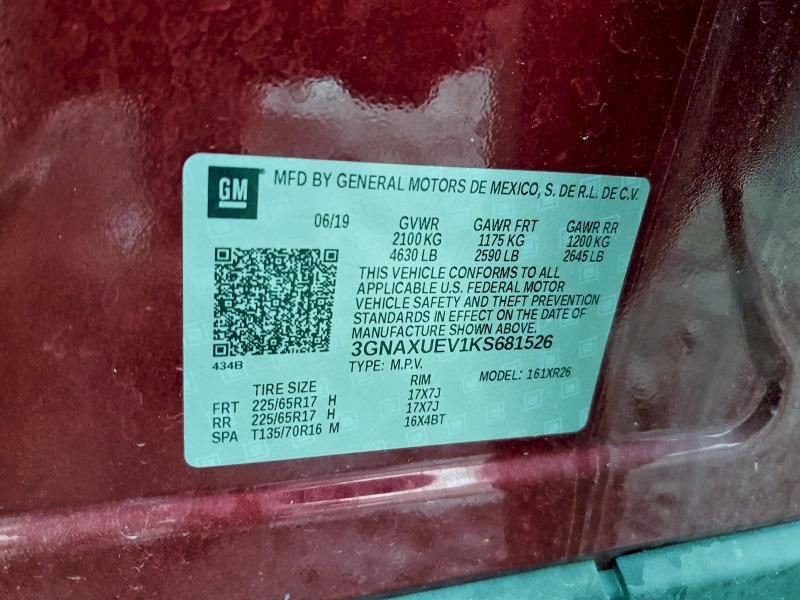 GM MFD BY GENERAL MOTORS DE MEXICO, S. DE R.L. DE C.V.
06/19 GVWR GAWR FRT GAWR RR
2100 KG 1175 KG 1200 KG
4630 LB 2590 LB 2645 LB
THIS VEHICLE CONFORMS TO ALL
APPLICABLE U.S. FEDERAL MOTOR
VEHICLE SAFETY AND THEFT PREVENTION
STANDARDS IN EFFECT ON THE DATE OF
MANUFACTURE SHOWN ABOVE.
3GNAXUEV1KS681526
434B TYPE: M.P.V. MODEL: 161XR26
TIRE SIZE RIM
FRT 225/65R17 H 17X7J
RR 225/65R17 H 17X7J
SPA T135/70R16 M 16X4BT